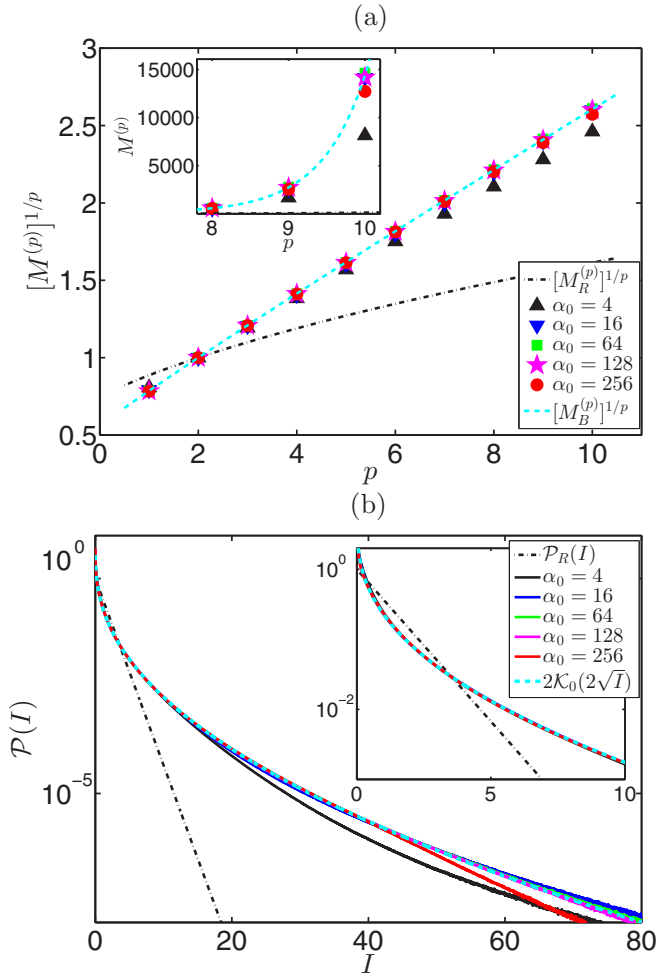 (a)
[M^{(p)}]^{1/p}
3
2.5
2
1.5
1
0.5
0 2 4 6 8 10
p
M^{(p)}
15000
10000
5000
8 9 10
p
[M_R^{(p)}]^{1/p}
α_0 = 4
α_0 = 16
α_0 = 64
α_0 = 128
α_0 = 256
[M_B^{(p)}]^{1/p}
(b)
𝒫(I)
10^0
10^{−5}
0 20 40 60 80
I
10^0
10^{−2}
0 5 10
𝒫_R(I)
α_0 = 4
α_0 = 16
α_0 = 64
α_0 = 128
α_0 = 256
2𝒦_0(2√I)